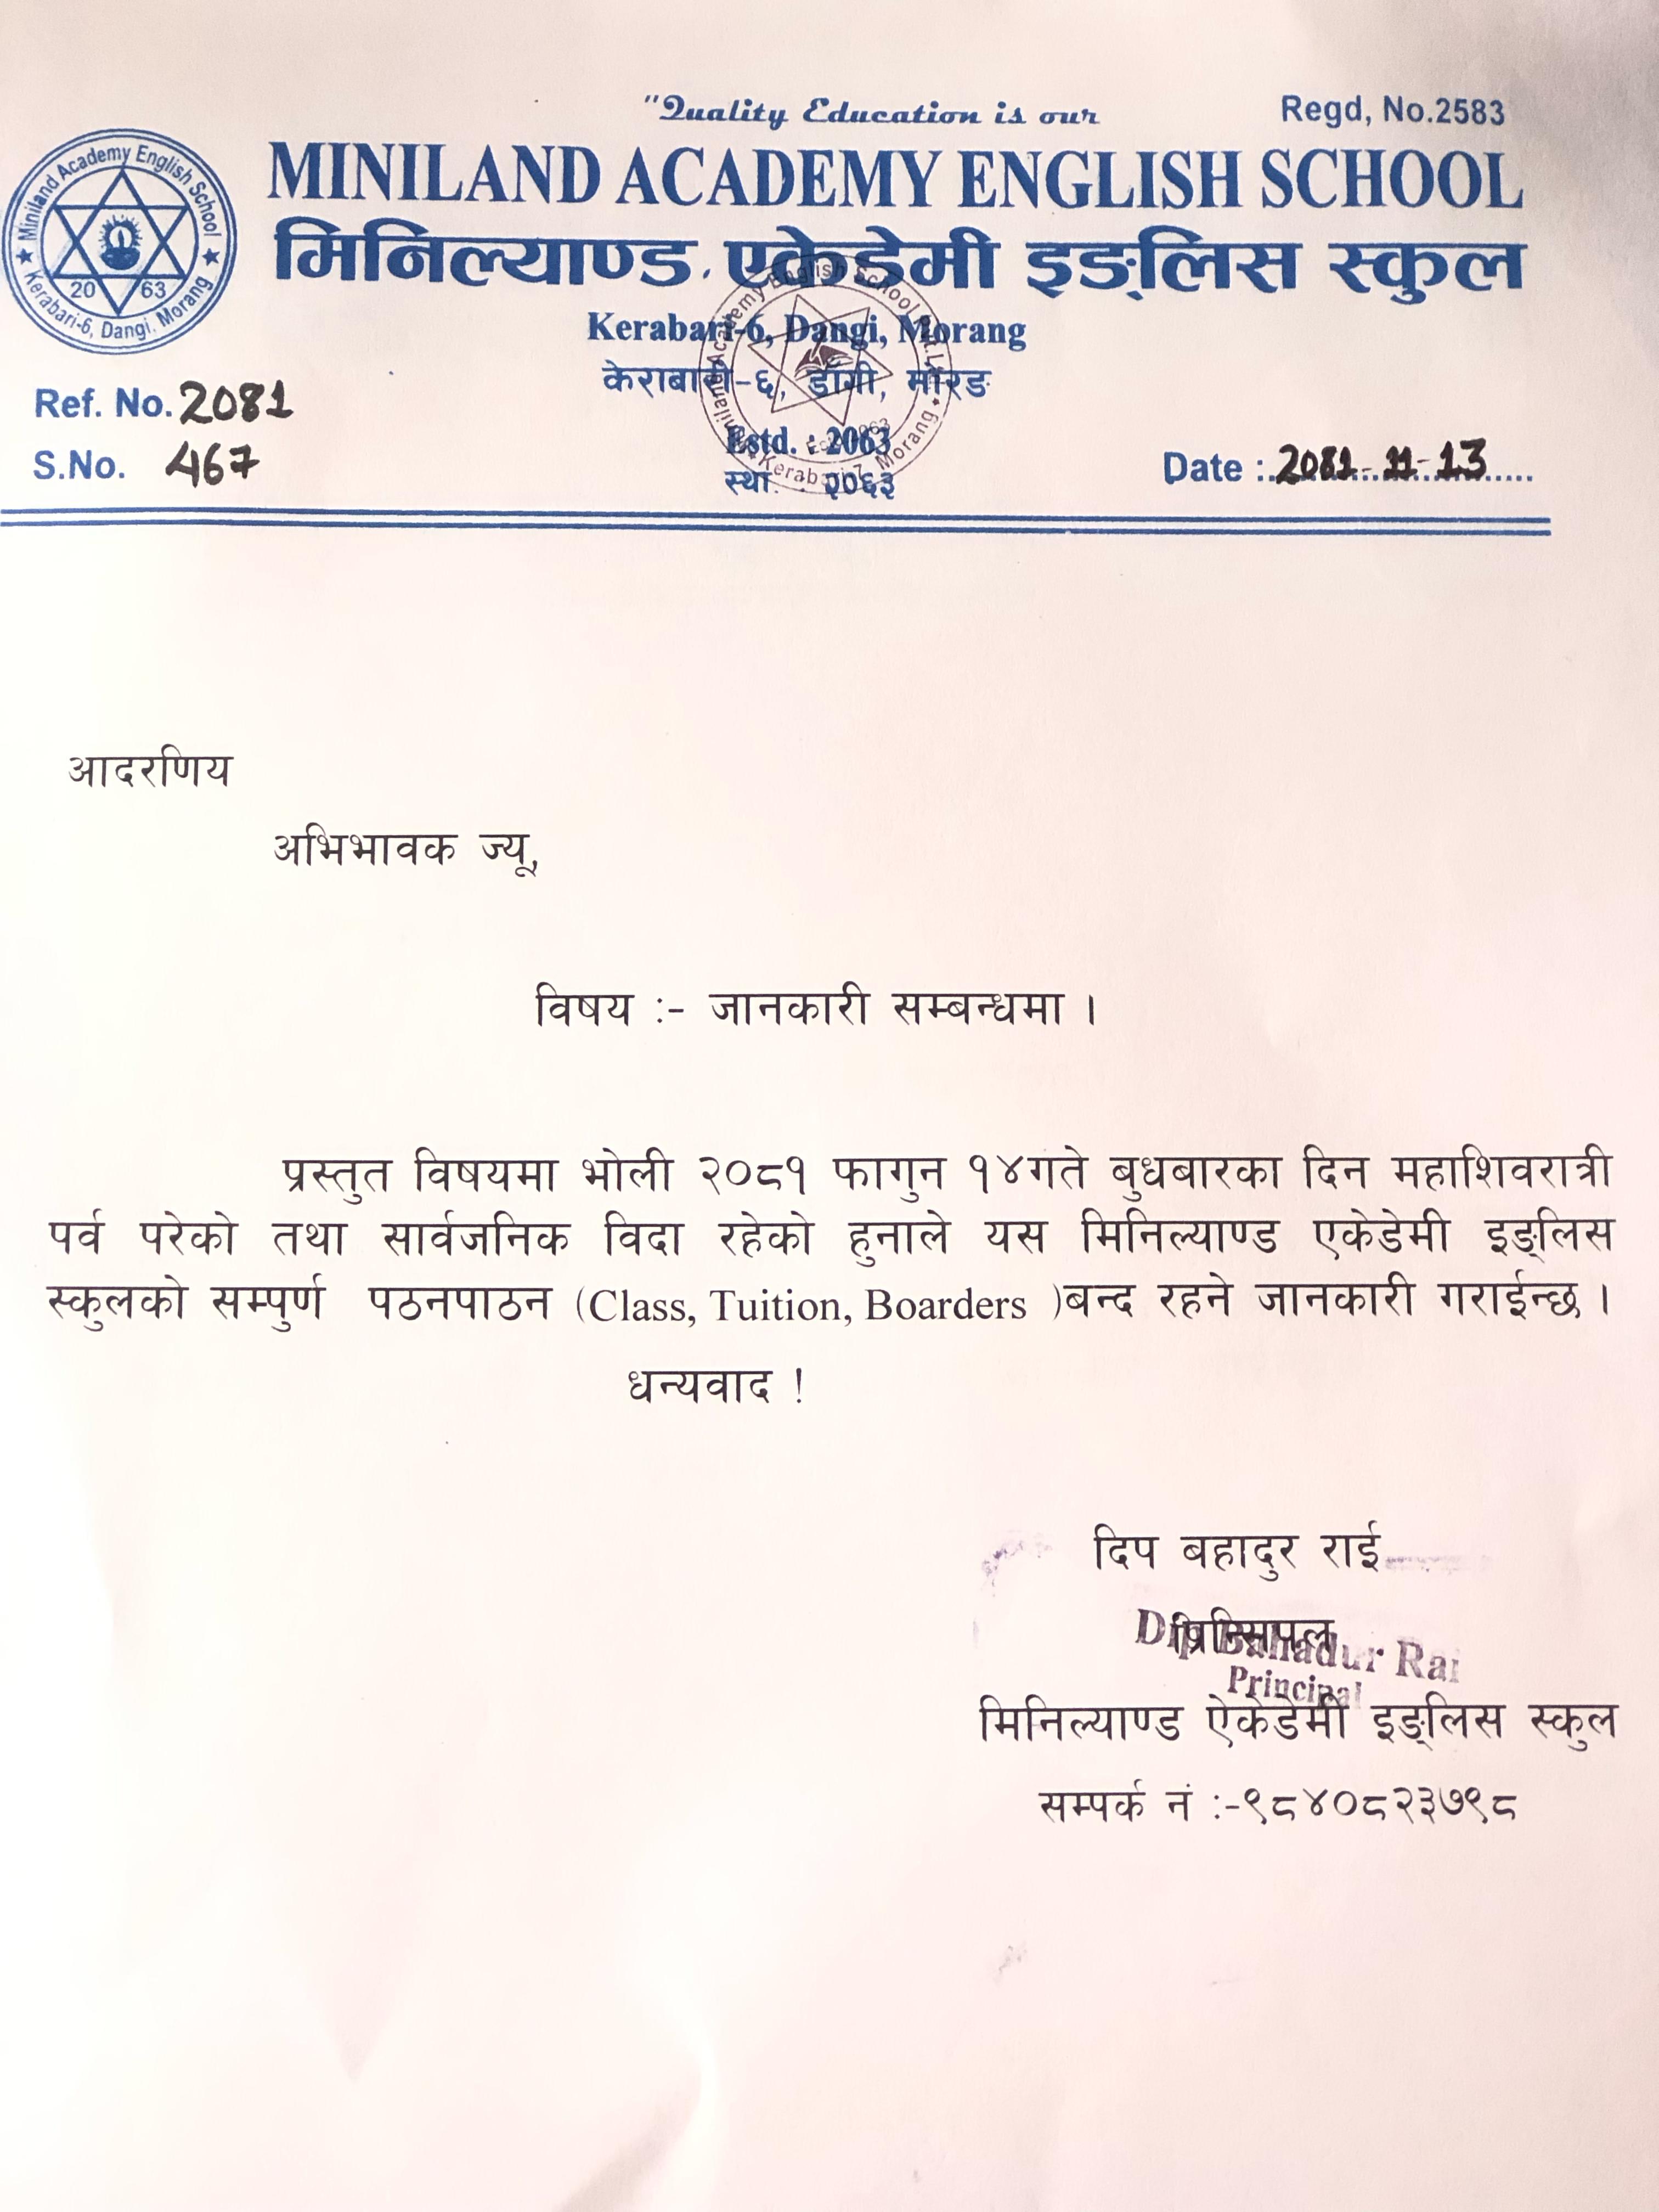 "Quality Education is our
Regd, No.2583
MINILAND ACADEMY ENGLISH SCHOOL
मिनिल्याण्ड एकेडेमी इङ्लिस स्कुल
Miniland Academy English School
20 63
Kerabari-6, Dangi, Morang
Kerabari-6, Dangi, Morang
केराबारी-६, डाँगी, मोरङ
Ref. No. 2081
Estd. : 2063
S.No. 467
स्था. : २०६३
Date : 2081-11-13
आदरणिय
अभिभावक ज्यू,
विषय :- जानकारी सम्बन्धमा ।
प्रस्तुत विषयमा भोली २०८१ फागुन १४गते बुधबारका दिन महाशिवरात्री
पर्व परेको तथा सार्वजनिक विदा रहेको हुनाले यस मिनिल्याण्ड एकेडेमी इङ्लिस
स्कुलको सम्पुर्ण पठनपाठन (Class, Tuition, Boarders )बन्द रहने जानकारी गराईन्छ ।
धन्यवाद !
दिप बहादुर राई
प्रिन्सिपल
Dip Bahadur Rai
Principal
मिनिल्याण्ड ऐकेडेमी इङ्लिस स्कुल
सम्पर्क नं :-९८४०८२३७९८